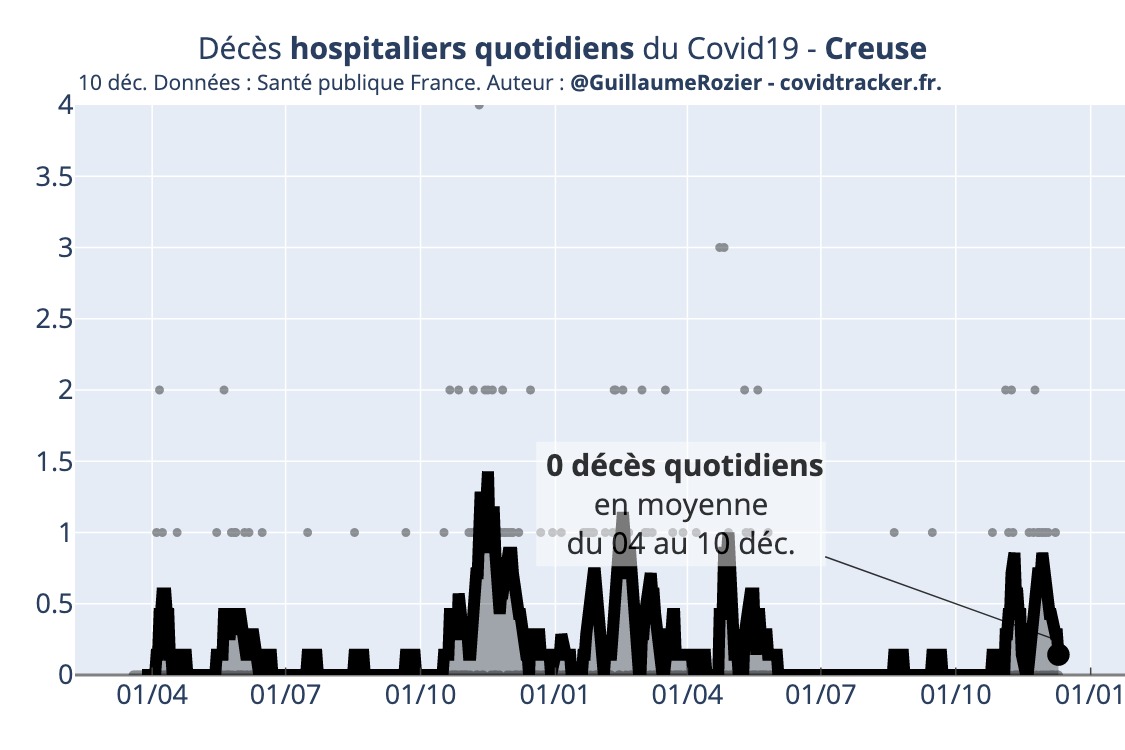 Décès hospitaliers quotidiens du Covid19 - Creuse
10 déc. Données : Santé publique France. Auteur : @GuillaumeRozier - covidtracker.fr.
4
3.5
3
2.5
2
1.5
1
0.5
0
0 décès quotidiens
en moyenne
du 04 au 10 déc.
01/04 01/07 01/10 01/01 01/04 01/07 01/10 01/01